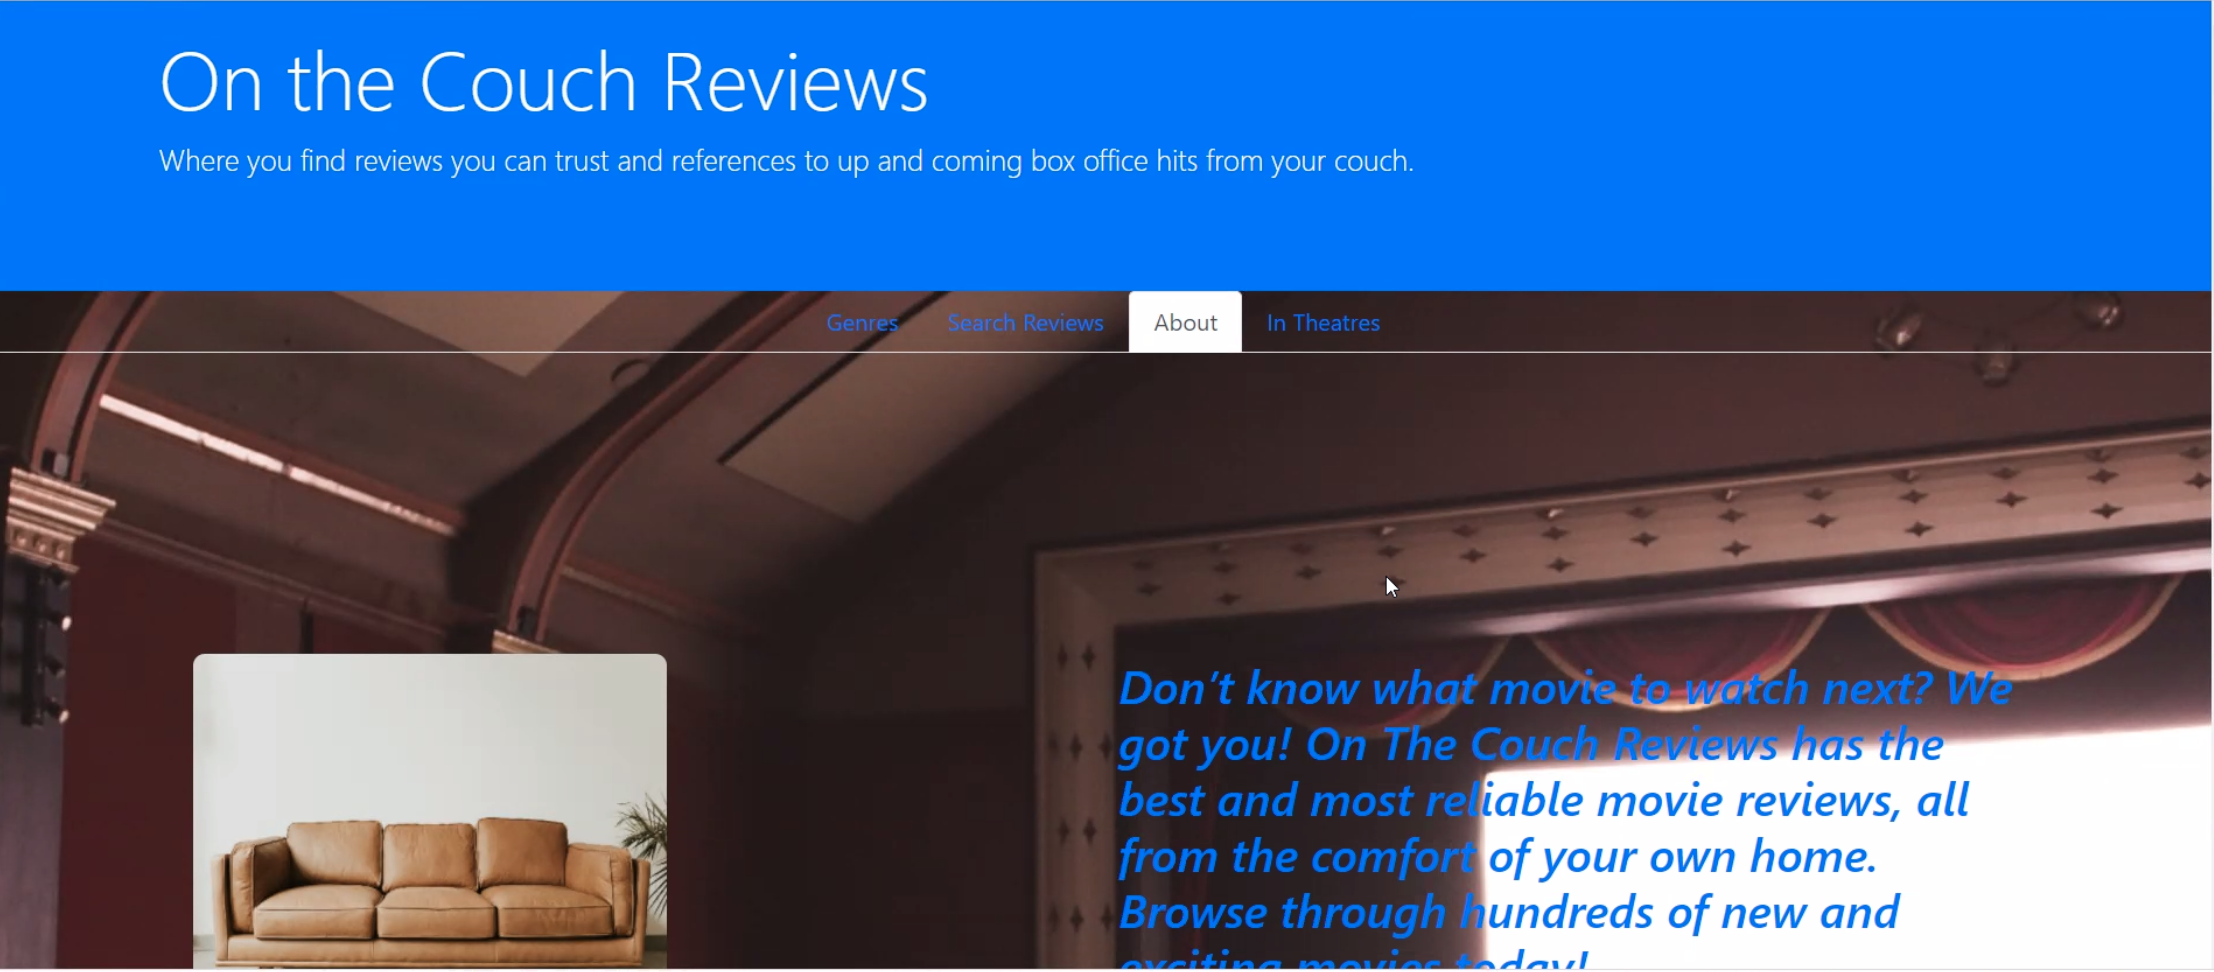 On the Couch Reviews
Where you find reviews you can trust and references to up and coming box office hits from your couch.
Genres Search Reviews About In Theatres
Don't know what movie to watch next? We
got you! On The Couch Reviews has the
best and most reliable movie reviews, all
from the comfort of your own home.
Browse through hundreds of new and
exciting movies today!